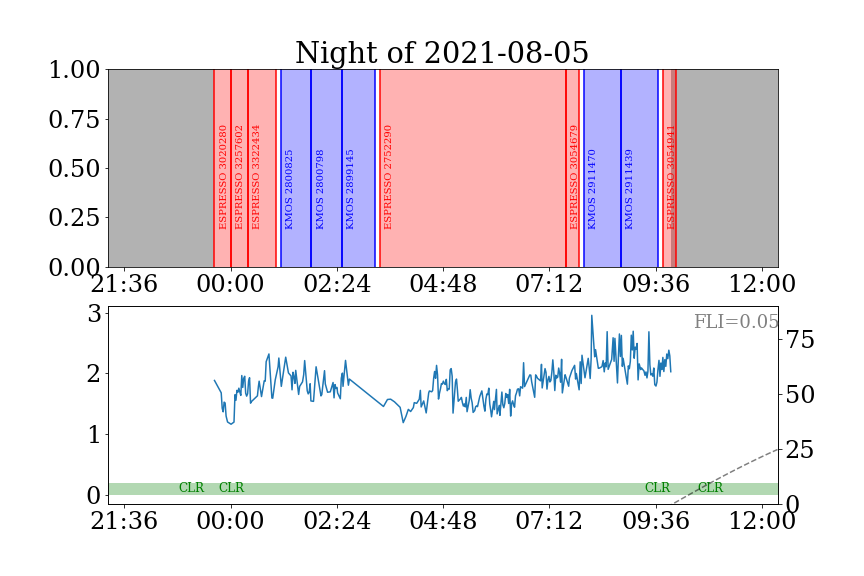 Night of 2021-08-05
1.00
0.75
0.50
0.25
0.00
ESPRESSO 3020280
ESPRESSO 3257602
ESPRESSO 3322434
KMOS 2800825
KMOS 2800798
KMOS 2899145
ESPRESSO 2752290
ESPRESSO 3054679
KMOS 2911470
KMOS 2911439
ESPRESSO 3054941
21:36 00:00 02:24 04:48 07:12 09:36 12:00
3
2
1
0
FLI=0.05
75
50
25
0
CLR CLR CLR CLR
21:36 00:00 02:24 04:48 07:12 09:36 12:00